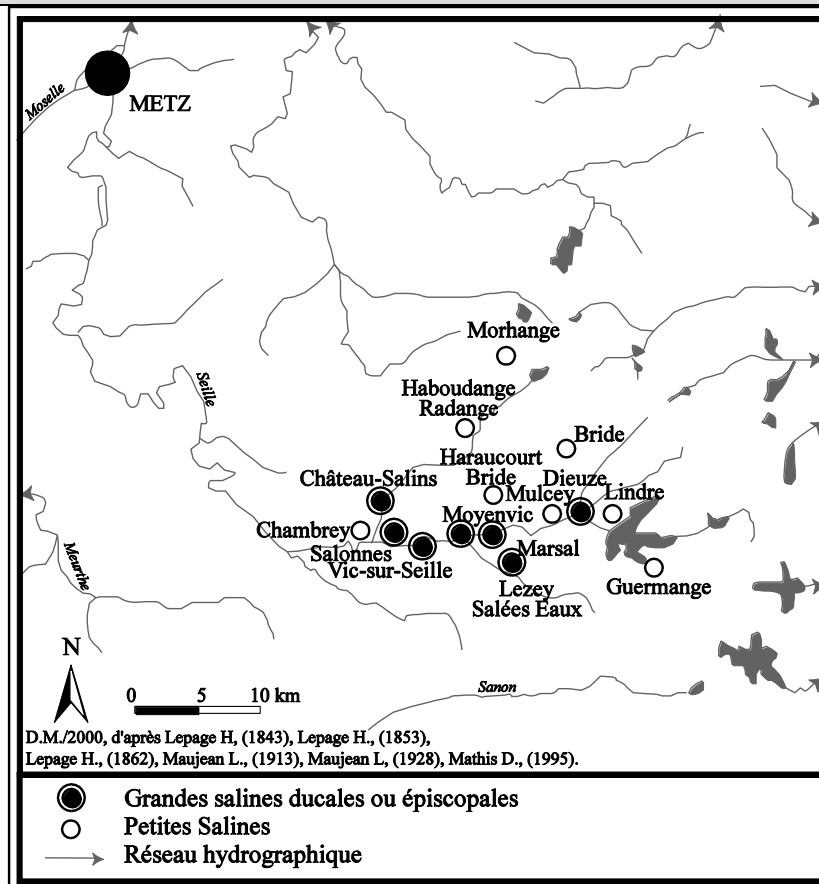 Moselle
METZ
Morhange
Seille
Haboudange
Radange
Bride
Haraucourt
Bride
Château-Salins
Dieuze
Mulcey
Lindre
Moyenvic
Chambrey
Salonnes
Marsal
Vic-sur-Seille
Meurthe
Guermange
Lezey
Salées Eaux
N
Sanon
0 5 10 km
D.M./2000, d'après Lepage H, (1843), Lepage H., (1853),
Lepage H., (1862), Maujean L., (1913), Maujean L, (1928), Mathis D., (1995).
Grandes salines ducales ou épiscopales
Petites Salines
Réseau hydrographique